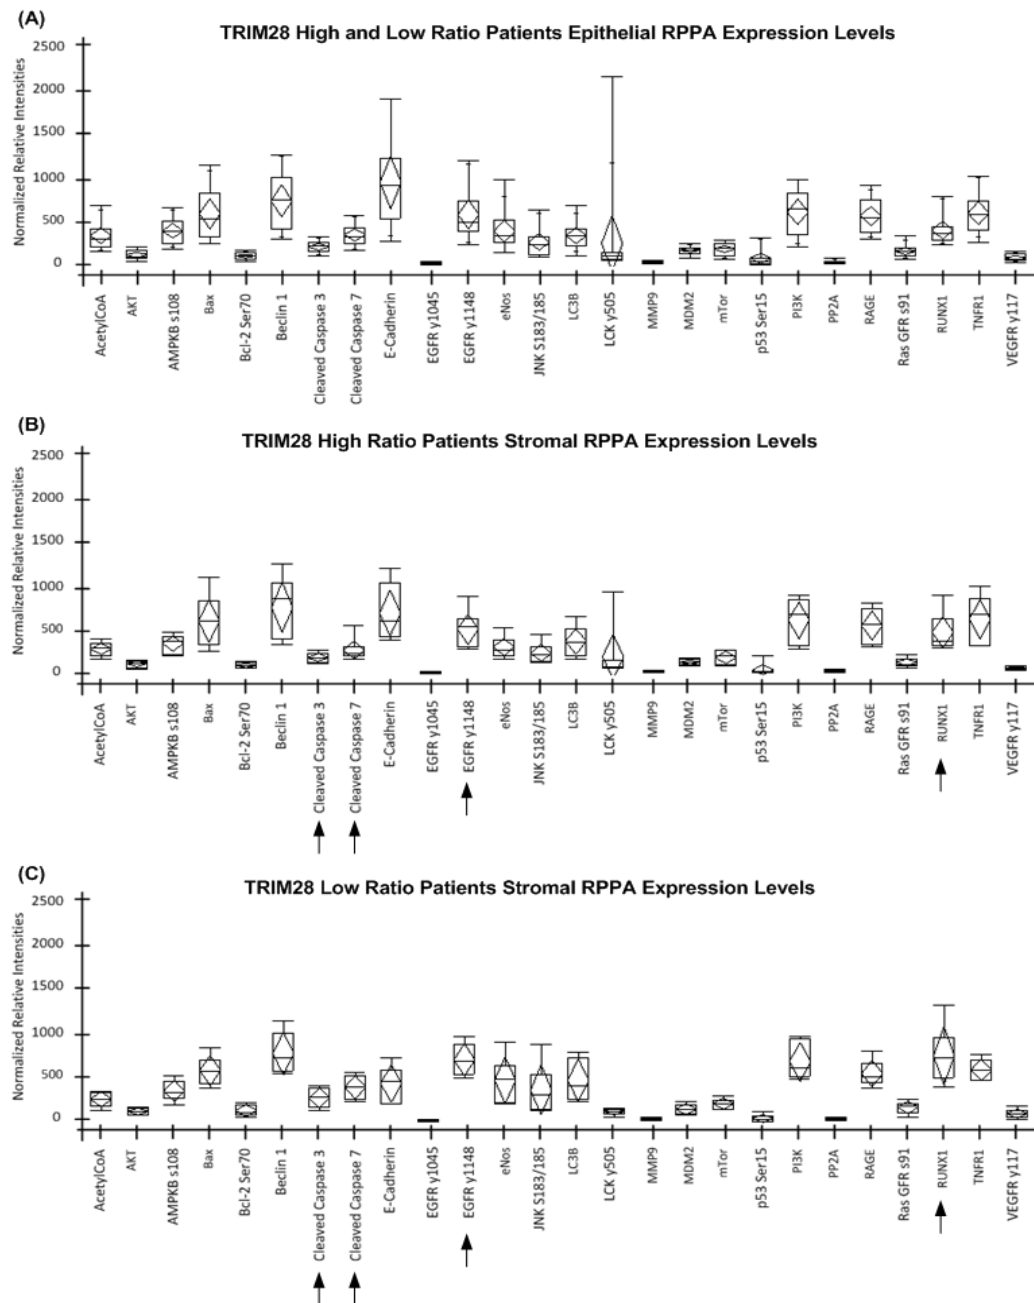 (A)
TRIM28 High and Low Ratio Patients Epithelial RPPA Expression Levels
Normalized Relative Intensities
2500
2000
1500
1000
500
0
AcetylCoA
AKT
AMPKB s108
Bax
Bcl-2 Ser70
Beclin 1
Cleaved Caspase 3
Cleaved Caspase 7
E-Cadherin
EGFR y1045
EGFR y1148
eNos
JNK S183/185
LC3B
LCK y505
MMP9
MDM2
mTor
p53 Ser15
PI3K
PP2A
RAGE
Ras GFR s91
RUNX1
TNFR1
VEGFR y117
(B)
TRIM28 High Ratio Patients Stromal RPPA Expression Levels
Normalized Relative Intensities
2500
2000
1500
1000
500
0
AcetylCoA
AKT
AMPKB s108
Bax
Bcl-2 Ser70
Beclin 1
Cleaved Caspase 3
Cleaved Caspase 7
E-Cadherin
EGFR y1045
EGFR y1148
eNos
JNK S183/185
LC3B
LCK y505
MMP9
MDM2
mTor
p53 Ser15
PI3K
PP2A
RAGE
Ras GFR s91
RUNX1
TNFR1
VEGFR y117
(C)
TRIM28 Low Ratio Patients Stromal RPPA Expression Levels
Normalized Relative Intensities
2500
2000
1500
1000
500
0
AcetylCoA
AKT
AMPKB s108
Bax
Bcl-2 Ser70
Beclin 1
Cleaved Caspase 3
Cleaved Caspase 7
E-Cadherin
EGFR y1045
EGFR y1148
eNos
JNK S183/185
LC3B
LCK y505
MMP9
MDM2
mTor
p53 Ser15
PI3K
PP2A
RAGE
Ras GFR s91
RUNX1
TNFR1
VEGFR y117